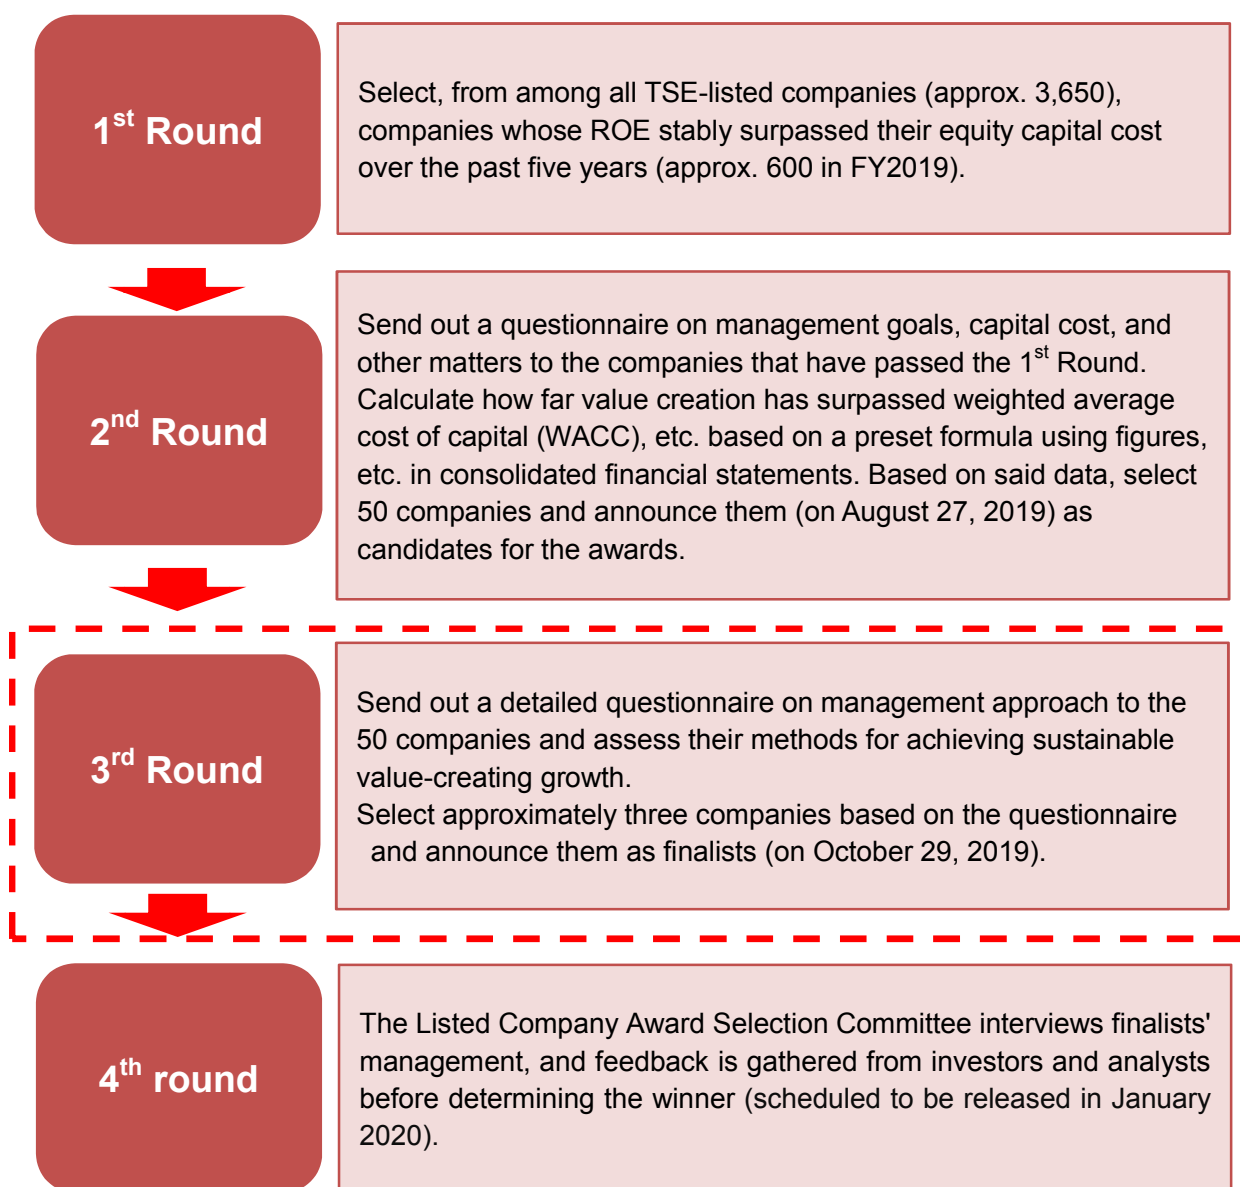 1st Round
Select, from among all TSE-listed companies (approx. 3,650),
companies whose ROE stably surpassed their equity capital cost
over the past five years (approx. 600 in FY2019).
2nd Round
Send out a questionnaire on management goals, capital cost, and
other matters to the companies that have passed the 1st Round.
Calculate how far value creation has surpassed weighted average
cost of capital (WACC), etc. based on a preset formula using figures,
etc. in consolidated financial statements. Based on said data, select
50 companies and announce them (on August 27, 2019) as
candidates for the awards.
3rd Round
Send out a detailed questionnaire on management approach to the
50 companies and assess their methods for achieving sustainable
value-creating growth.
Select approximately three companies based on the questionnaire
and announce them as finalists (on October 29, 2019).
4th round
The Listed Company Award Selection Committee interviews finalists'
management, and feedback is gathered from investors and analysts
before determining the winner (scheduled to be released in January
2020).